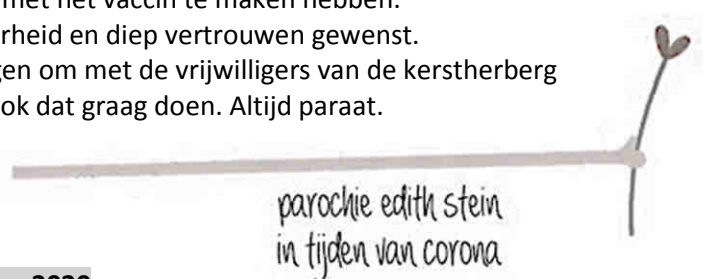 met het vaccin te maken hebben.
rheid en diep vertrouwen gewenst.
gen om met de vrijwilligers van de kerstherberg
ok dat graag doen. Altijd paraat.
parochie edith stein
in tijden van corona
2020